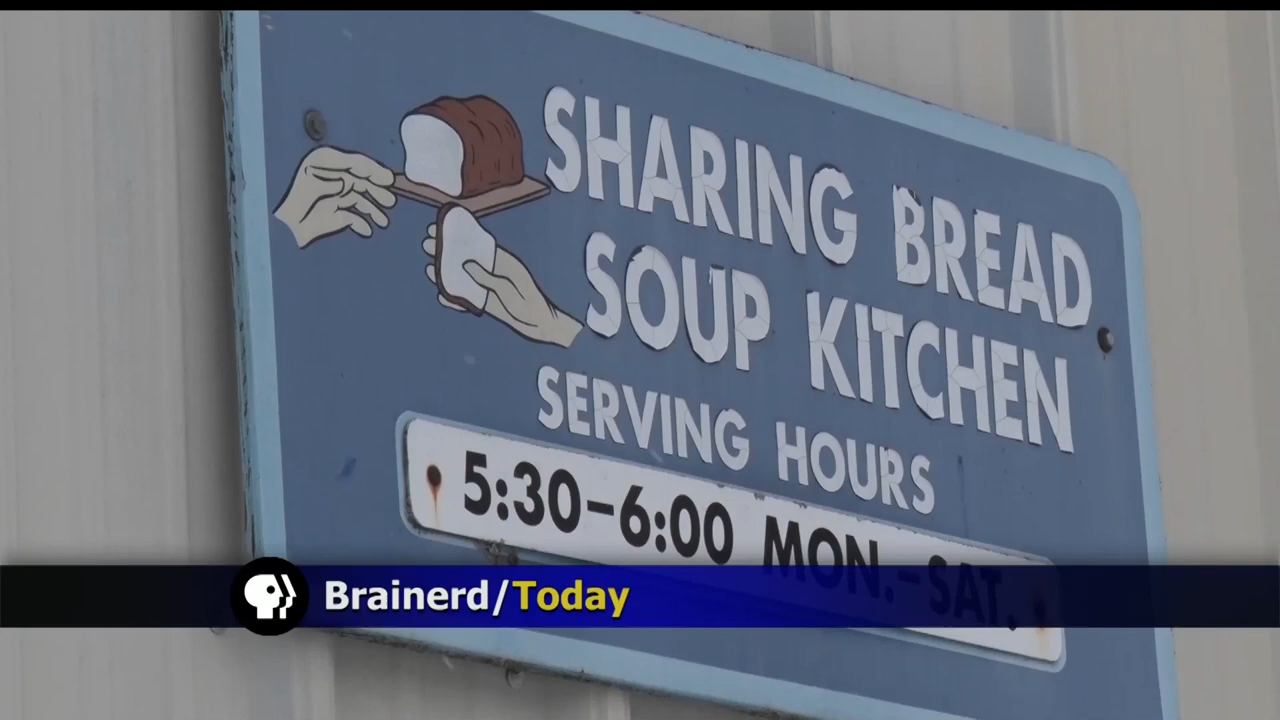 SHARING BREAD
SOUP KITCHEN
SERVING HOURS
5:30-6:00 MON.-SAT.
Brainerd/Today